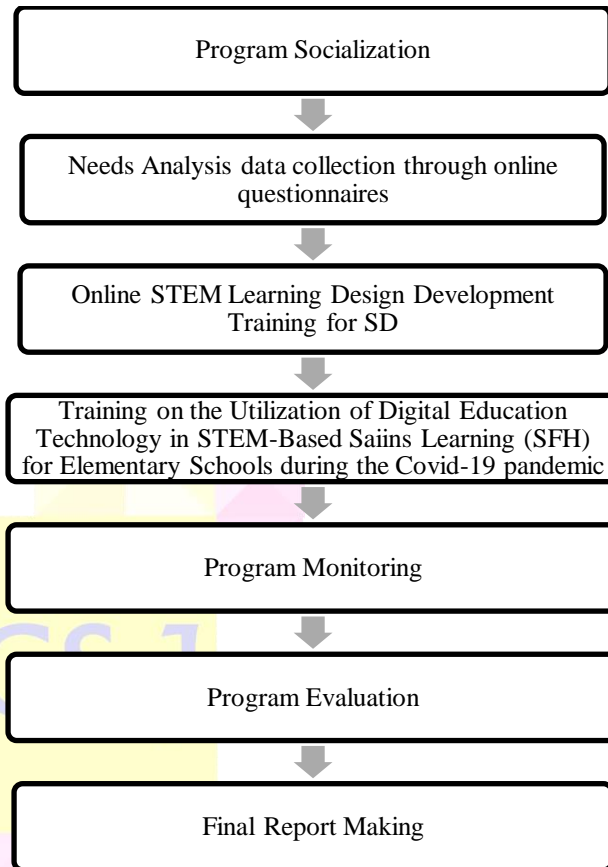 Program Socialization
Needs Analysis data collection through online
questionnaires
Online STEM Learning Design Development
Training for SD
Training on the Utilization of Digital Education
Technology in STEM-Based Saiins Learning (SFH)
for Elementary Schools during the Covid-19 pandemic
Program Monitoring
Program Evaluation
Final Report Making